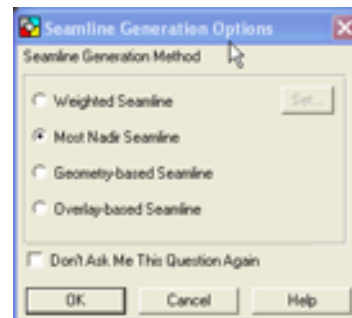 Seamline Generation Options
Seamline Generation Method
Weighted Seamline
Set...
Most Nadir Seamline
Geometry-based Seamline
Overlay-based Seamline
Don't Ask Me This Question Again
OK
Cancel
Help